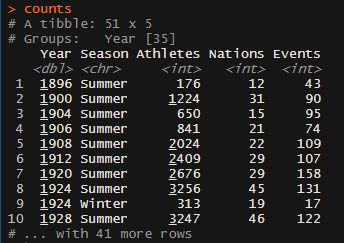 > counts
# A tibble: 51 x 5
# Groups:   Year [35]
    Year Season Athletes Nations Events
   <dbl> <chr>     <int>   <int>  <int>
 1  1896 Summer      176      12     43
 2  1900 Summer     1224      31     90
 3  1904 Summer      650      15     95
 4  1906 Summer      841      21     74
 5  1908 Summer     2024      22    109
 6  1912 Summer     2409      29    107
 7  1920 Summer     2676      29    158
 8  1924 Summer     3256      45    131
 9  1924 Winter      313      19     17
10  1928 Summer     3247      46    122
# ... with 41 more rows